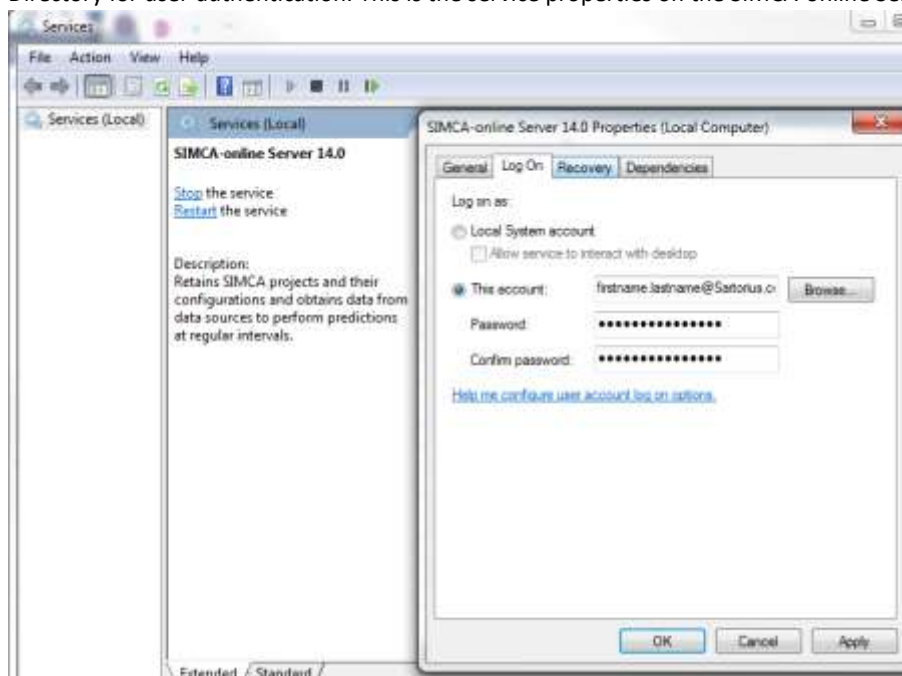 Directory for user authentication. This is the service properties on the SIMCA-online
Services
File Action View Help
Services (Local)
Services (Local)
SIMCA-online Server 14.0
Stop the service
Restart the service
Description:
Retains SIMCA projects and their
configurations and obtains data from
data sources to perform predictions
at regular intervals.
Extended Standard
SIMCA-online Server 14.0 Properties (Local Computer)
General Log On Recovery Dependencies
Log on as:
Local System account
Allow service to interact with desktop
This account: firstname.lastname@Sartorius.c Browse...
Password:
Confirm password:
Help me configure user account log on options.
OK Cancel Apply